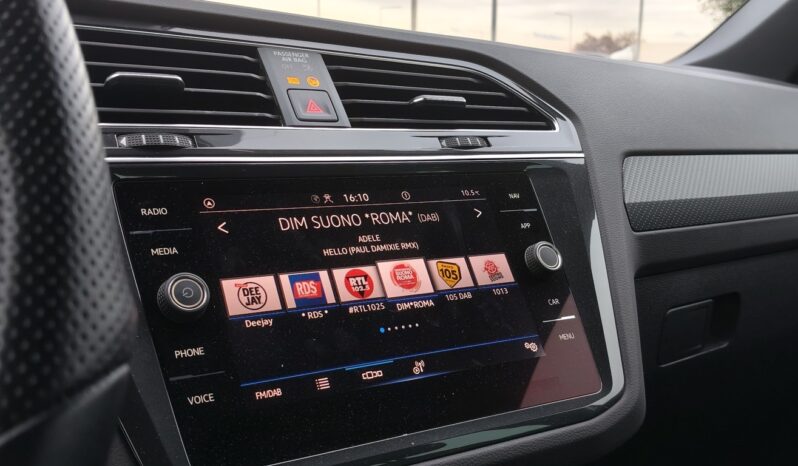 PASSENGER
AIR BAG
RADIO
MEDIA
PHONE
VOICE
16:10
10.5°C
DIM SUONO *ROMA* (DAB)
ADELE
HELLO (PAUL DAMIXIE RMX)
DEE
JAY
RDS
RTL
102.5
SUONO
ROMA
105
Deejay
*RDS*
#RTL1025
DIM*ROMA
105 DAB
1013
FM/DAB
NAV
APP
CAR
MENU